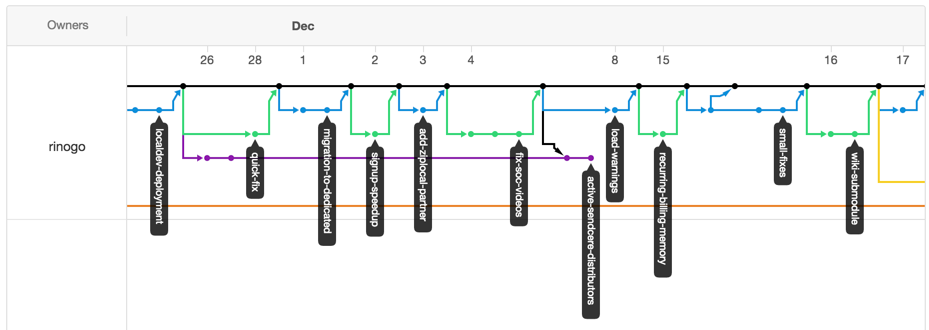 Owners
Dec
26 28 1 2 3 4 8 15 16 17
rinogo
localdev-deployment
quick-fix
migration-to-dedicated
signup-speedup
add-ziplocal-partner
fix-sco-videos
active-sendcere-distributors
load-warnings
recurring-billing-memory
small-fixes
wiki-submodule